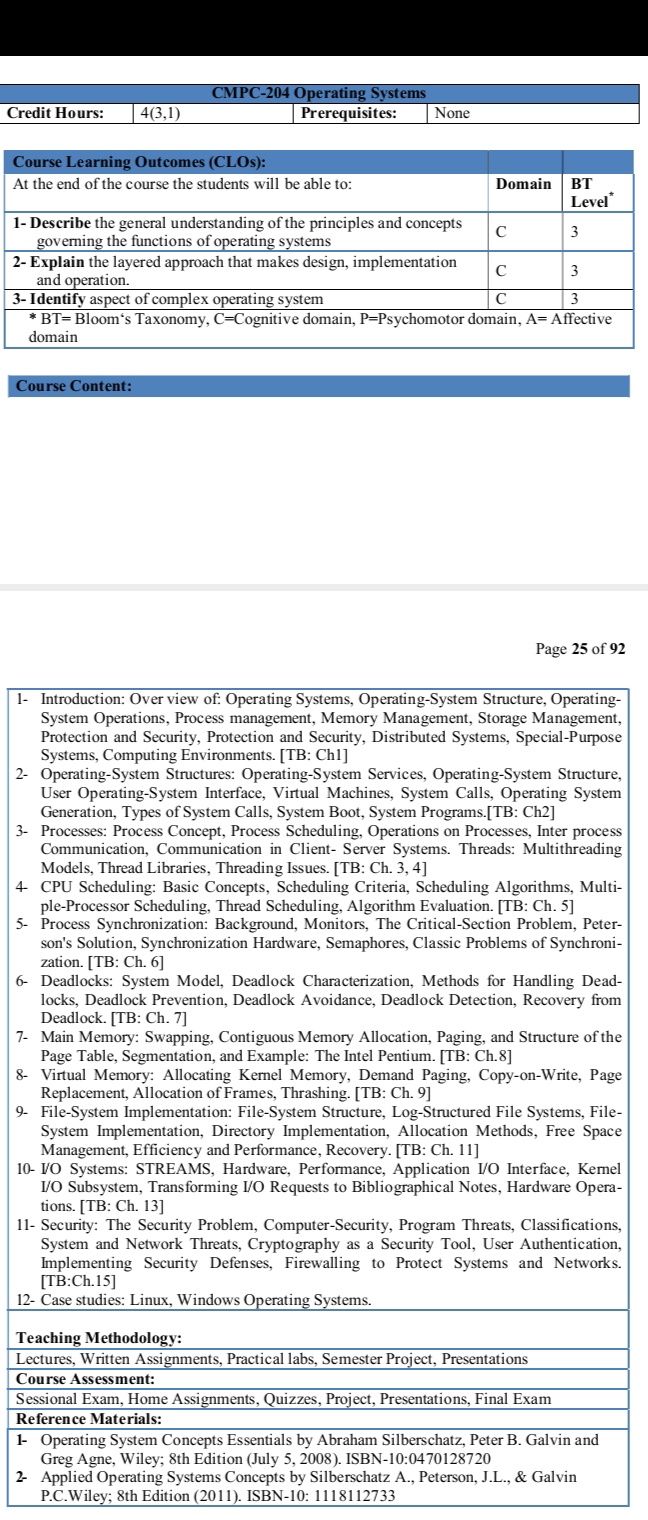 CMPC-204 Operating Systems
Credit Hours: 4(3,1) Prerequisites: None
Course Learning Outcomes (CLOs):
At the end of the course the students will be able to: Domain BT
Level*
1- Describe the general understanding of the principles and concepts
governing the functions of operating systems C 3
2- Explain the layered approach that makes design, implementation
and operation. C 3
3- Identify aspect of complex operating system C 3
* BT= Bloom‘s Taxonomy, C=Cognitive domain, P=Psychomotor domain, A= Affective
domain
Course Content:
Page 25 of 92
1- Introduction: Over view of: Operating Systems, Operating-System Structure, Operating-
System Operations, Process management, Memory Management, Storage Management,
Protection and Security, Protection and Security, Distributed Systems, Special-Purpose
Systems, Computing Environments. [TB: Ch1]
2- Operating-System Structures: Operating-System Services, Operating-System Structure,
User Operating-System Interface, Virtual Machines, System Calls, Operating System
Generation, Types of System Calls, System Boot, System Programs.[TB: Ch2]
3- Processes: Process Concept, Process Scheduling, Operations on Processes, Inter process
Communication, Communication in Client- Server Systems. Threads: Multithreading
Models, Thread Libraries, Threading Issues. [TB: Ch. 3, 4]
4- CPU Scheduling: Basic Concepts, Scheduling Criteria, Scheduling Algorithms, Multi-
ple-Processor Scheduling, Thread Scheduling, Algorithm Evaluation. [TB: Ch. 5]
5- Process Synchronization: Background, Monitors, The Critical-Section Problem, Peter-
son's Solution, Synchronization Hardware, Semaphores, Classic Problems of Synchroni-
zation. [TB: Ch. 6]
6- Deadlocks: System Model, Deadlock Characterization, Methods for Handling Dead-
locks, Deadlock Prevention, Deadlock Avoidance, Deadlock Detection, Recovery from
Deadlock. [TB: Ch. 7]
7- Main Memory: Swapping, Contiguous Memory Allocation, Paging, and Structure of the
Page Table, Segmentation, and Example: The Intel Pentium. [TB: Ch.8]
8- Virtual Memory: Allocating Kernel Memory, Demand Paging, Copy-on-Write, Page
Replacement, Allocation of Frames, Thrashing. [TB: Ch. 9]
9- File-System Implementation: File-System Structure, Log-Structured File Systems, File-
System Implementation, Directory Implementation, Allocation Methods, Free Space
Management, Efficiency and Performance, Recovery. [TB: Ch. 11]
10- I/O Systems: STREAMS, Hardware, Performance, Application I/O Interface, Kernel
I/O Subsystem, Transforming I/O Requests to Bibliographical Notes, Hardware Opera-
tions. [TB: Ch. 13]
11- Security: The Security Problem, Computer-Security, Program Threats, Classifications,
System and Network Threats, Cryptography as a Security Tool, User Authentication,
Implementing Security Defenses, Firewalling to Protect Systems and Networks.
[TB:Ch.15]
12- Case studies: Linux, Windows Operating Systems.
Teaching Methodology:
Lectures, Written Assignments, Practical labs, Semester Project, Presentations
Course Assessment:
Sessional Exam, Home Assignments, Quizzes, Project, Presentations, Final Exam
Reference Materials:
1- Operating System Concepts Essentials by Abraham Silberschatz, Peter B. Galvin and
Greg Agne, Wiley; 8th Edition (July 5, 2008). ISBN-10:0470128720
2- Applied Operating Systems Concepts by Silberschatz A., Peterson, J.L., & Galvin
P.C.Wiley; 8th Edition (2011). ISBN-10: 1118112733